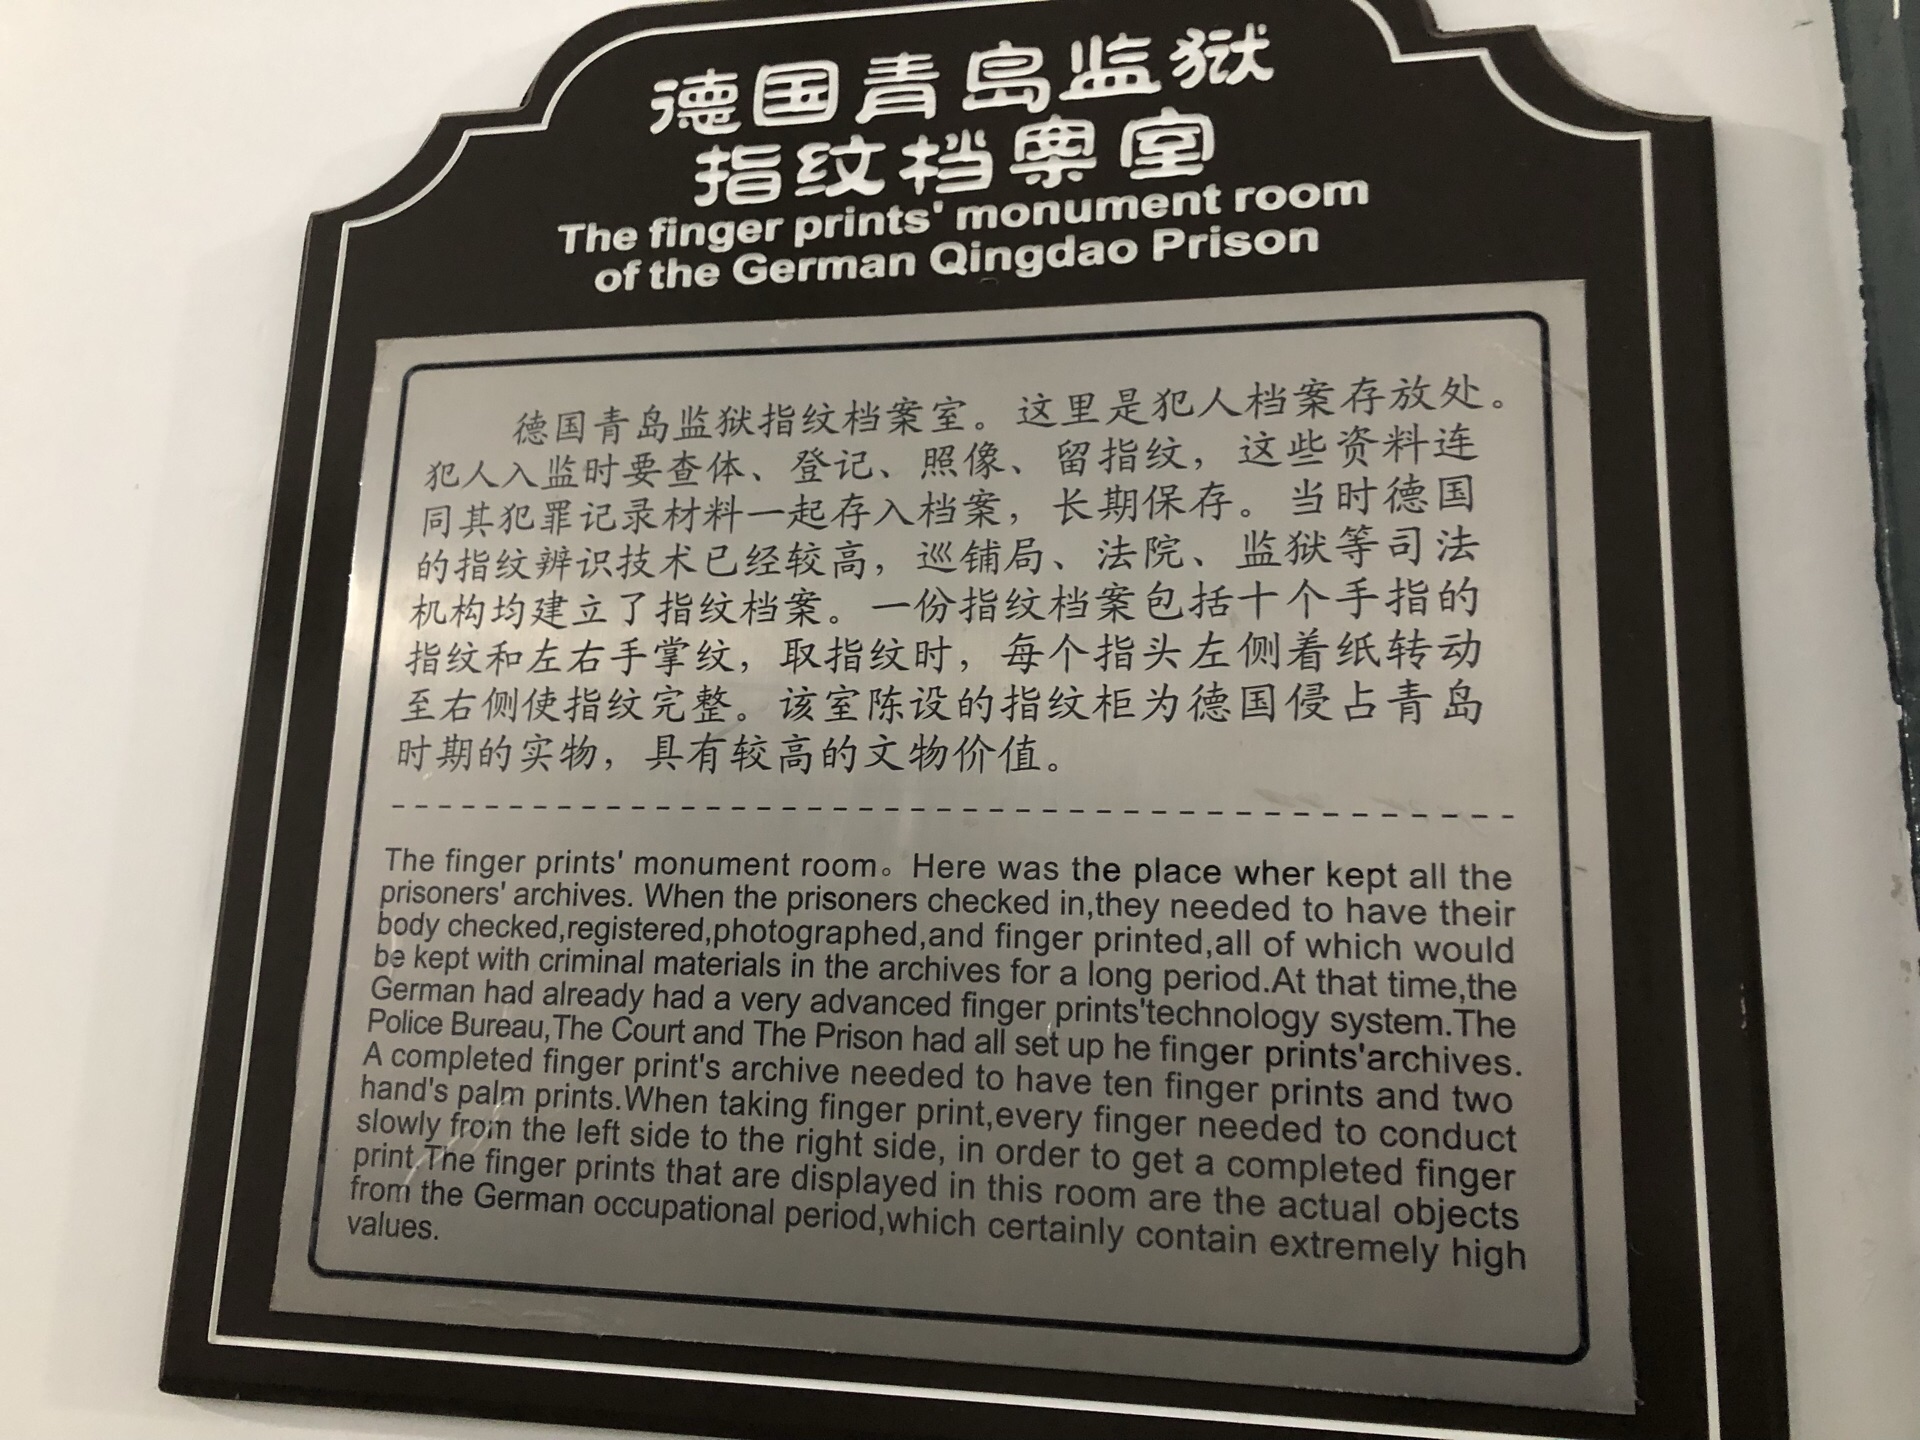 德国青岛监狱
指纹档案室
The finger prints' monument room
of the German Qingdao Prison
德国青岛监狱指纹档案室。这里是犯人档案存放处。
犯人入监时要查体、登记、照像、留指纹，这些资料连
同其犯罪记录材料一起存入档案，长期保存。当时德国
的指纹辨识技术已经较高，巡铺局、法院、监狱等司法
机构均建立了指纹档案。一份指纹档案包括十个手指的
指纹和左右手掌纹，取指纹时，每个指头左侧着纸转动
至右侧使指纹完整。该室陈设的指纹柜为德国侵占青岛
时期的实物，具有较高的文物价值。
The finger prints' monument room。Here was the place wher kept all the
prisoners' archives. When the prisoners checked in,they needed to have their
body checked,registered,photographed,and finger printed,all of which would
be kept with criminal materials in the archives for a long period.At that time,the
German had already had a very advanced finger prints'technology system.The
Police Bureau,The Court and The Prison had all set up he finger prints'archives.
A completed finger print's archive needed to have ten finger prints and two
hand's palm prints.When taking finger print,every finger needed to conduct
slowly from the left side to the right side, in order to get a completed finger
print.The finger prints that are displayed in this room are the actual objects
from the German occupational period,which certainly contain extremely high
values.